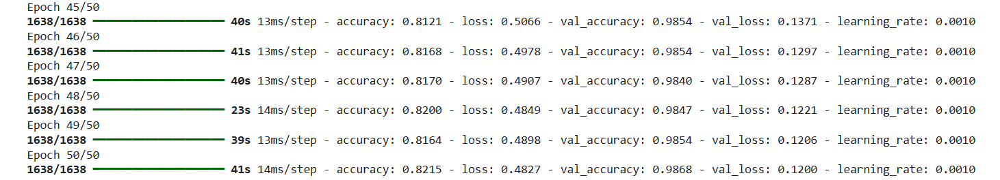 Epoch 45/50
1638/1638 ━━━━━━━━━━━━━━━━━━━━ 40s 13ms/step - accuracy: 0.8121 - loss: 0.5066 - val_accuracy: 0.9854 - val_loss: 0.1371 - learning_rate: 0.0010
Epoch 46/50
1638/1638 ━━━━━━━━━━━━━━━━━━━━ 41s 13ms/step - accuracy: 0.8168 - loss: 0.4978 - val_accuracy: 0.9854 - val_loss: 0.1297 - learning_rate: 0.0010
Epoch 47/50
1638/1638 ━━━━━━━━━━━━━━━━━━━━ 40s 13ms/step - accuracy: 0.8170 - loss: 0.4907 - val_accuracy: 0.9840 - val_loss: 0.1287 - learning_rate: 0.0010
Epoch 48/50
1638/1638 ━━━━━━━━━━━━━━━━━━━━ 23s 14ms/step - accuracy: 0.8200 - loss: 0.4849 - val_accuracy: 0.9847 - val_loss: 0.1221 - learning_rate: 0.0010
Epoch 49/50
1638/1638 ━━━━━━━━━━━━━━━━━━━━ 39s 13ms/step - accuracy: 0.8164 - loss: 0.4898 - val_accuracy: 0.9854 - val_loss: 0.1206 - learning_rate: 0.0010
Epoch 50/50
1638/1638 ━━━━━━━━━━━━━━━━━━━━ 41s 14ms/step - accuracy: 0.8215 - loss: 0.4827 - val_accuracy: 0.9868 - val_loss: 0.1200 - learning_rate: 0.0010